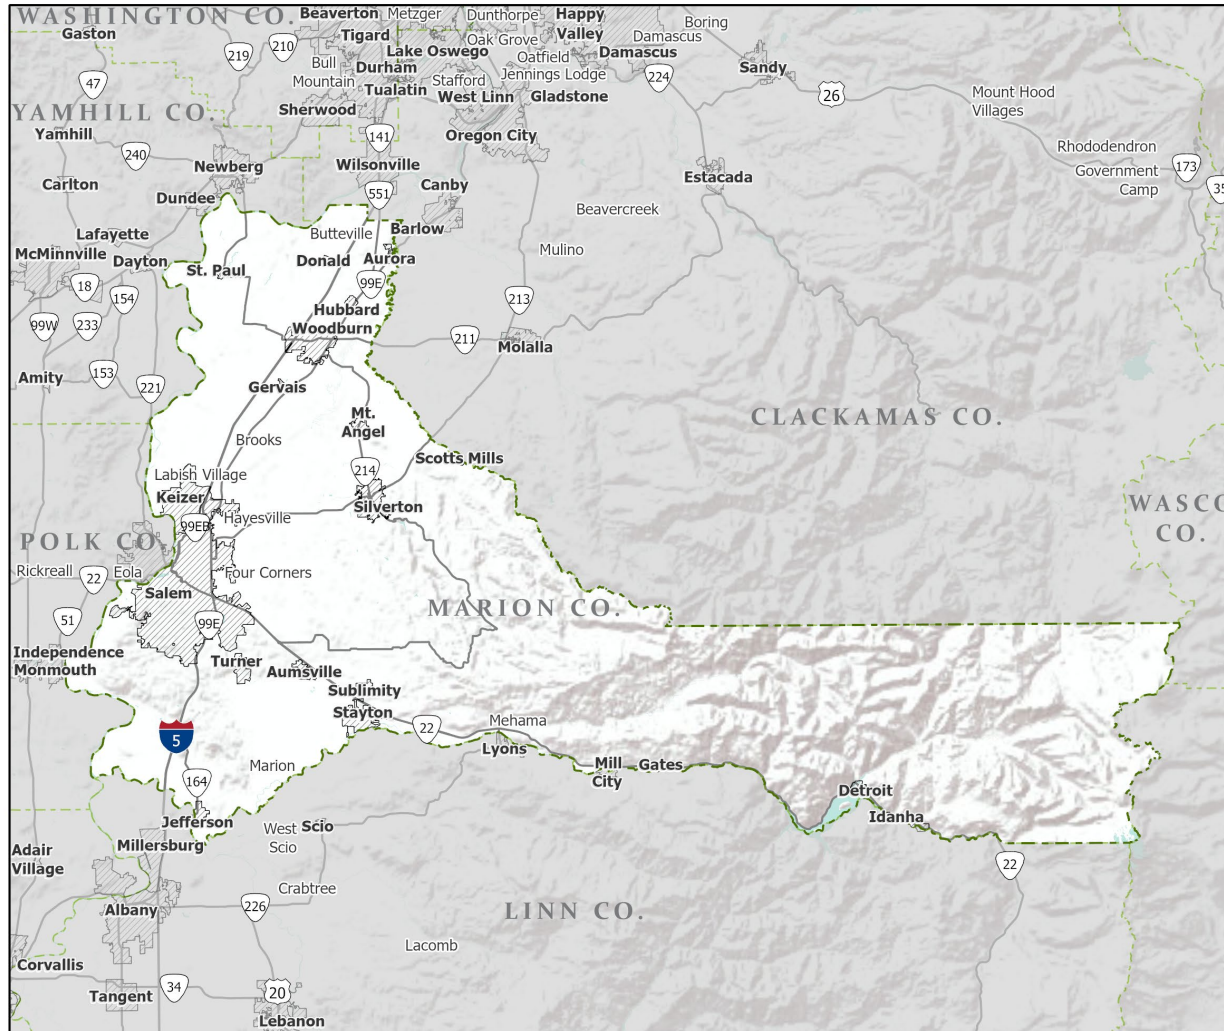 WASHINGTON CO.
Beaverton
Metzger
Dunthorpe
Happy
Valley
Boring
Gaston
219
210
Tigard
Oak Grove
Damascus
Lake Oswego
Damascus
Bull
Mountain
Durham
Oatfield
Stafford
Jennings Lodge
Sandy
47
Tualatin
West Linn
Gladstone
224
26
Mount Hood
Villages
YAMHILL CO.
Sherwood
Yamhill
141
Oregon City
240
Newberg
Wilsonville
Rhododendron
Government
Camp
173
35
Carlton
Dundee
551
Canby
Estacada
Beavercreek
Lafayette
Butteville
Barlow
McMinnville
Dayton
St. Paul
Donald
Aurora
Mulino
18
154
99E
213
99W
233
Hubbard
Woodburn
211
Molalla
Amity
153
221
Gervais
Mt.
Angel
CLACKAMAS CO.
Brooks
Scotts Mills
Labish Village
214
Keizer
Silverton
Hayesville
99EB
WASCO
CO.
POLK CO.
Rickreall
22
Eola
Four Corners
Salem
MARION CO.
51
99E
Independence
Monmouth
Turner
Aumsville
Sublimity
Stayton
22
Mehama
5
Lyons
Marion
Mill
City
Gates
164
Detroit
Jefferson
Idanha
West
Scio
Scio
Millersburg
Adair
Village
22
Crabtree
Albany
226
LINN CO.
Lacomb
Corvallis
34
Tangent
20
Lebanon